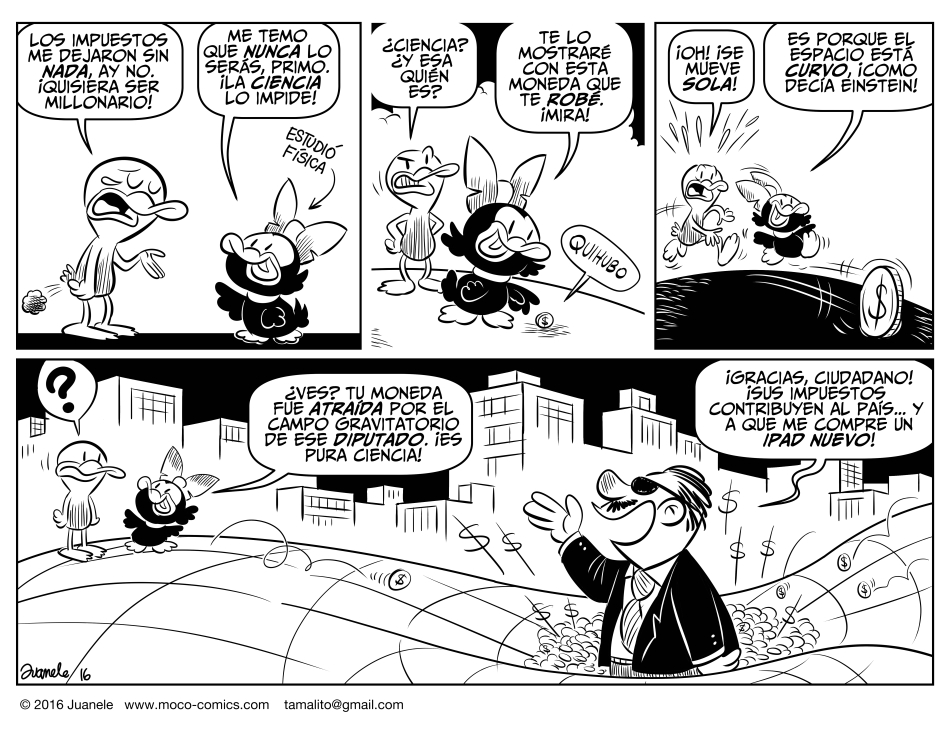 LOS IMPUESTOS
ME DEJARON SIN
NADA, AY NO.
¡QUISIERA SER
MILLONARIO!
ME TEMO
QUE NUNCA LO
SERÁS, PRIMO.
¡LA CIENCIA
LO IMPIDE!
ESTUDIÓ
FÍSICA
¿CIENCIA?
¿Y ESA
QUIÉN
ES?
TE LO
MOSTRARÉ
CON ESTA
MONEDA QUE
TE ROBÉ.
¡MIRA!
QUIHUBO
$
¡OH! ¡SE
MUEVE
SOLA!
ES PORQUE EL
ESPACIO ESTÁ
CURVO, ¡COMO
DECÍA EINSTEIN!
$
?
¿VES? TU MONEDA
FUE ATRAÍDA POR EL
CAMPO GRAVITATORIO
DE ESE DIPUTADO. ¡ES
PURA CIENCIA!
¡GRACIAS, CIUDADANO!
¡SUS IMPUESTOS
CONTRIBUYEN AL PAÍS... Y
A QUE ME COMPRE UN
IPAD NUEVO!
Juanele/16
© 2016 Juanele www.moco-comics.com tamalito@gmail.com